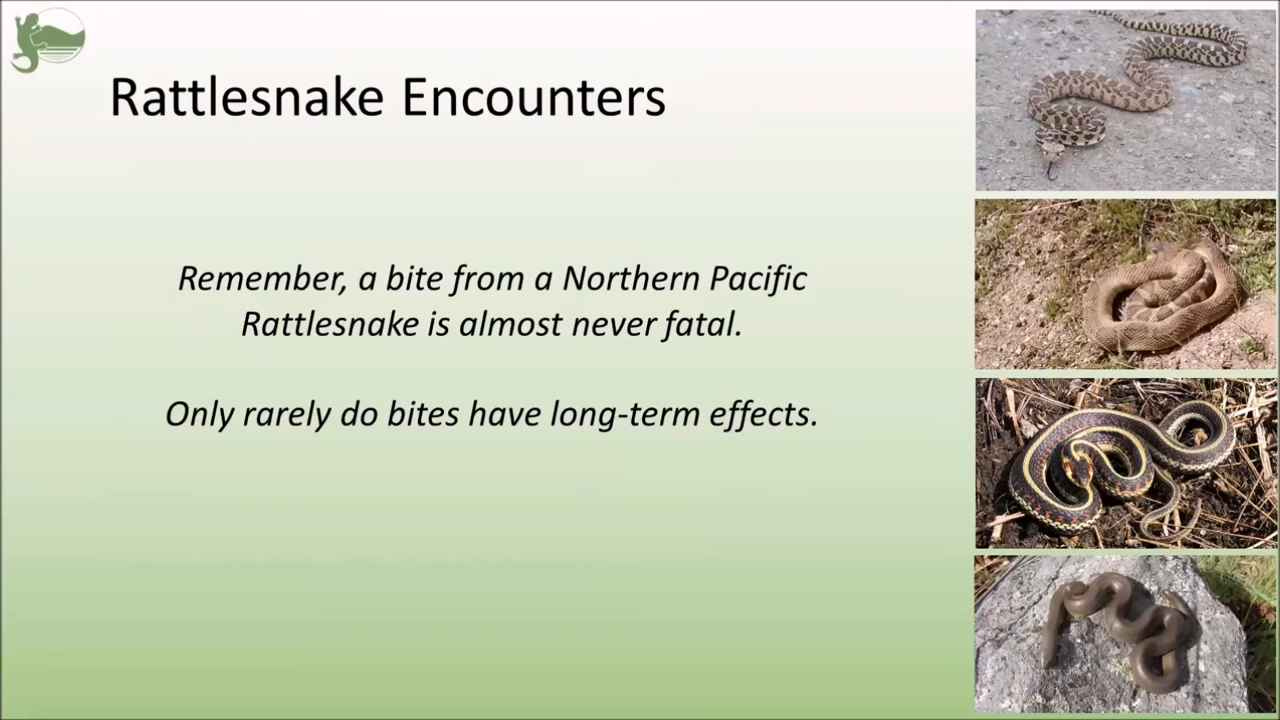 Rattlesnake Encounters
Remember, a bite from a Northern Pacific
Rattlesnake is almost never fatal.
Only rarely do bites have long-term effects.